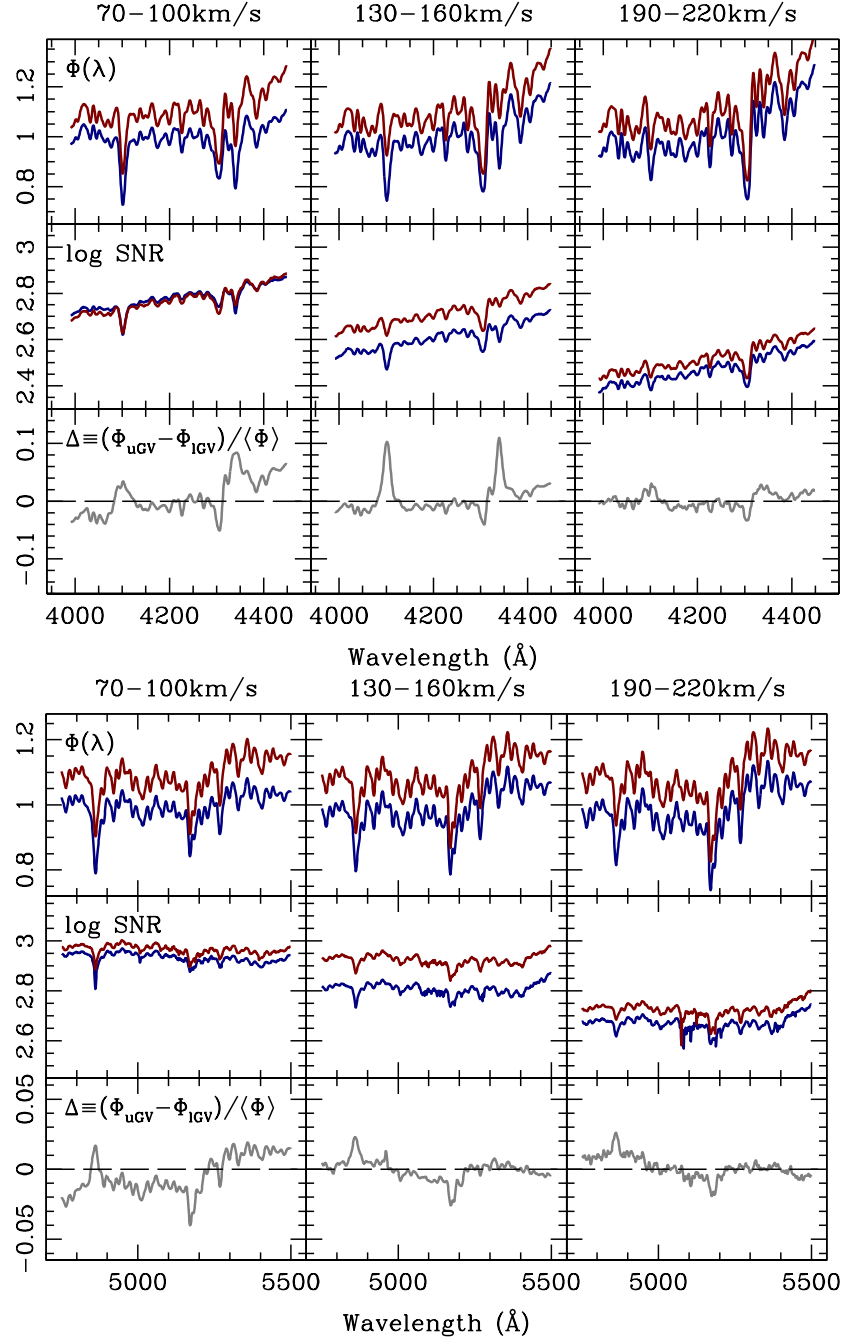 70−100km/s 130−160km/s 190−220km/s
Φ(λ)
1.2
1
0.8
log SNR
3
2.8
2.6
2.4
Δ≡(Φ_uGV−Φ_lGV)/⟨Φ⟩
0.1
0
−0.1
4000 4200 4400 4000 4200 4400 4000 4200 4400
Wavelength (Å)
70−100km/s 130−160km/s 190−220km/s
Φ(λ)
1.2
1
0.8
log SNR
3
2.8
2.6
Δ≡(Φ_uGV−Φ_lGV)/⟨Φ⟩
0.05
0
−0.05
5000 5500 5000 5500 5000 5500
Wavelength (Å)